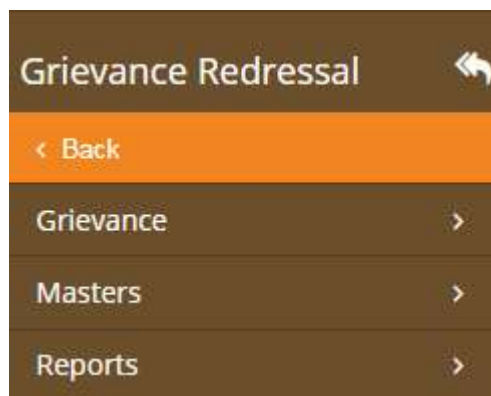 Grievance Redressal
< Back
Grievance >
Masters >
Reports >